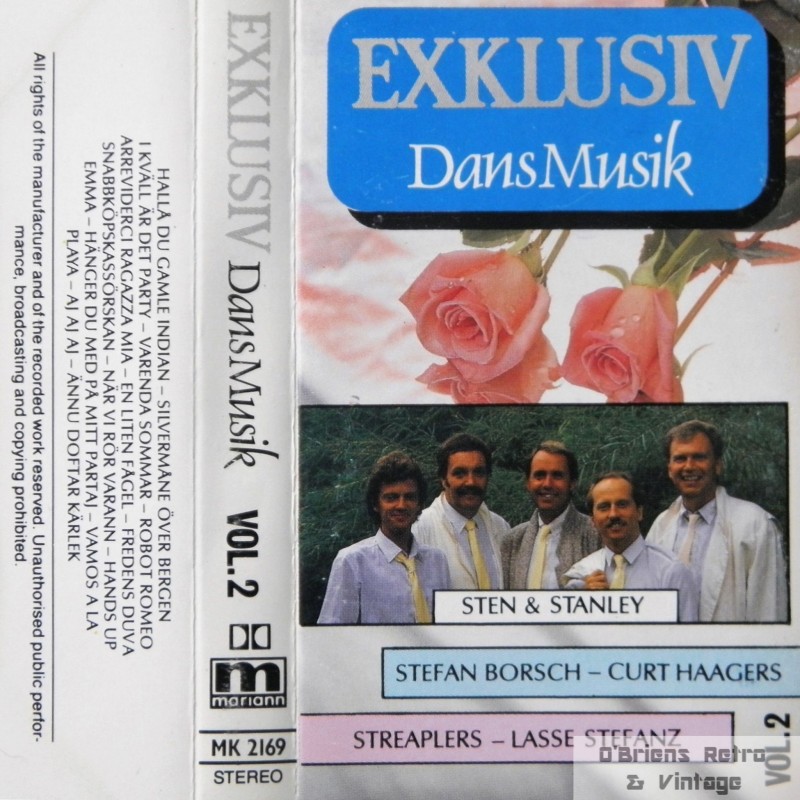 All rights of the manufacturer and of the recorded work reserved. Unauthorised public perfor-
mance, broadcasting and copying prohibited.
HALLÅ DU GAMLE INDIAN – SILVERMÅNE ÖVER BERGEN
I KVÄLL ÄR DET PARTY – VARENDA SOMMAR – ROBOT ROMEO
ARREVIDERCI RAGAZZA MIA – EN LITEN FÅGEL – FREDENS DUVA
SNABBKÖPSKASSÖRSKAN – NÄR VI RÖR VARANN – HANDS UP
EMMA – HÄNGER DU MED PÅ MITT PARTAJ – VAMOS A LA
PLAYA – AJ AJ AJ – ÄNNU DOFTAR KÄRLEK
EXKLUSIV DansMusik VOL. 2
m
mariann
MK 2169
STEREO
EXKLUSIV
DansMusik
STEN & STANLEY
STEFAN BORSCH – CURT HAAGERS
STREAPLERS – LASSE STEFANZ
VOL. 2
O'Briens Retro
& Vintage